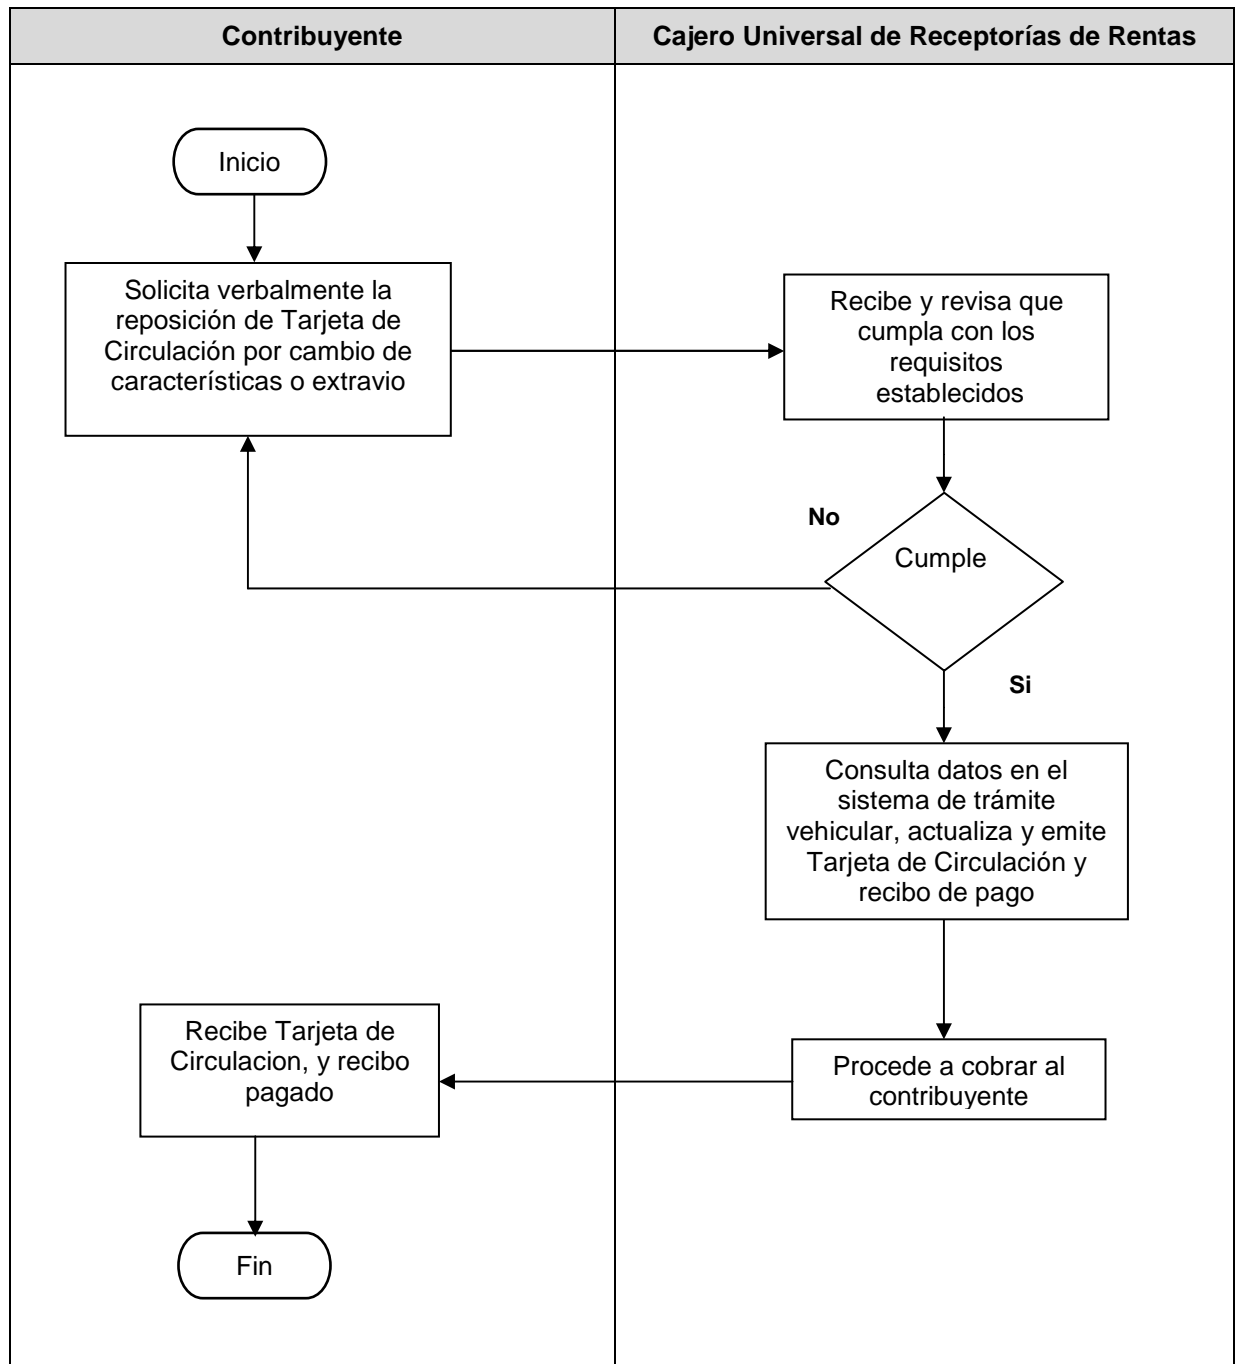 Contribuyente
Cajero Universal de Receptorías de Rentas
Inicio
Solicita verbalmente la
reposición de Tarjeta de
Circulación por cambio de
características o extravio
Recibe y revisa que
cumpla con los
requisitos
establecidos
No
Cumple
Si
Consulta datos en el
sistema de trámite
vehicular, actualiza y emite
Tarjeta de Circulación y
recibo de pago
Procede a cobrar al
contribuyente
Recibe Tarjeta de
Circulacion, y recibo
pagado
Fin